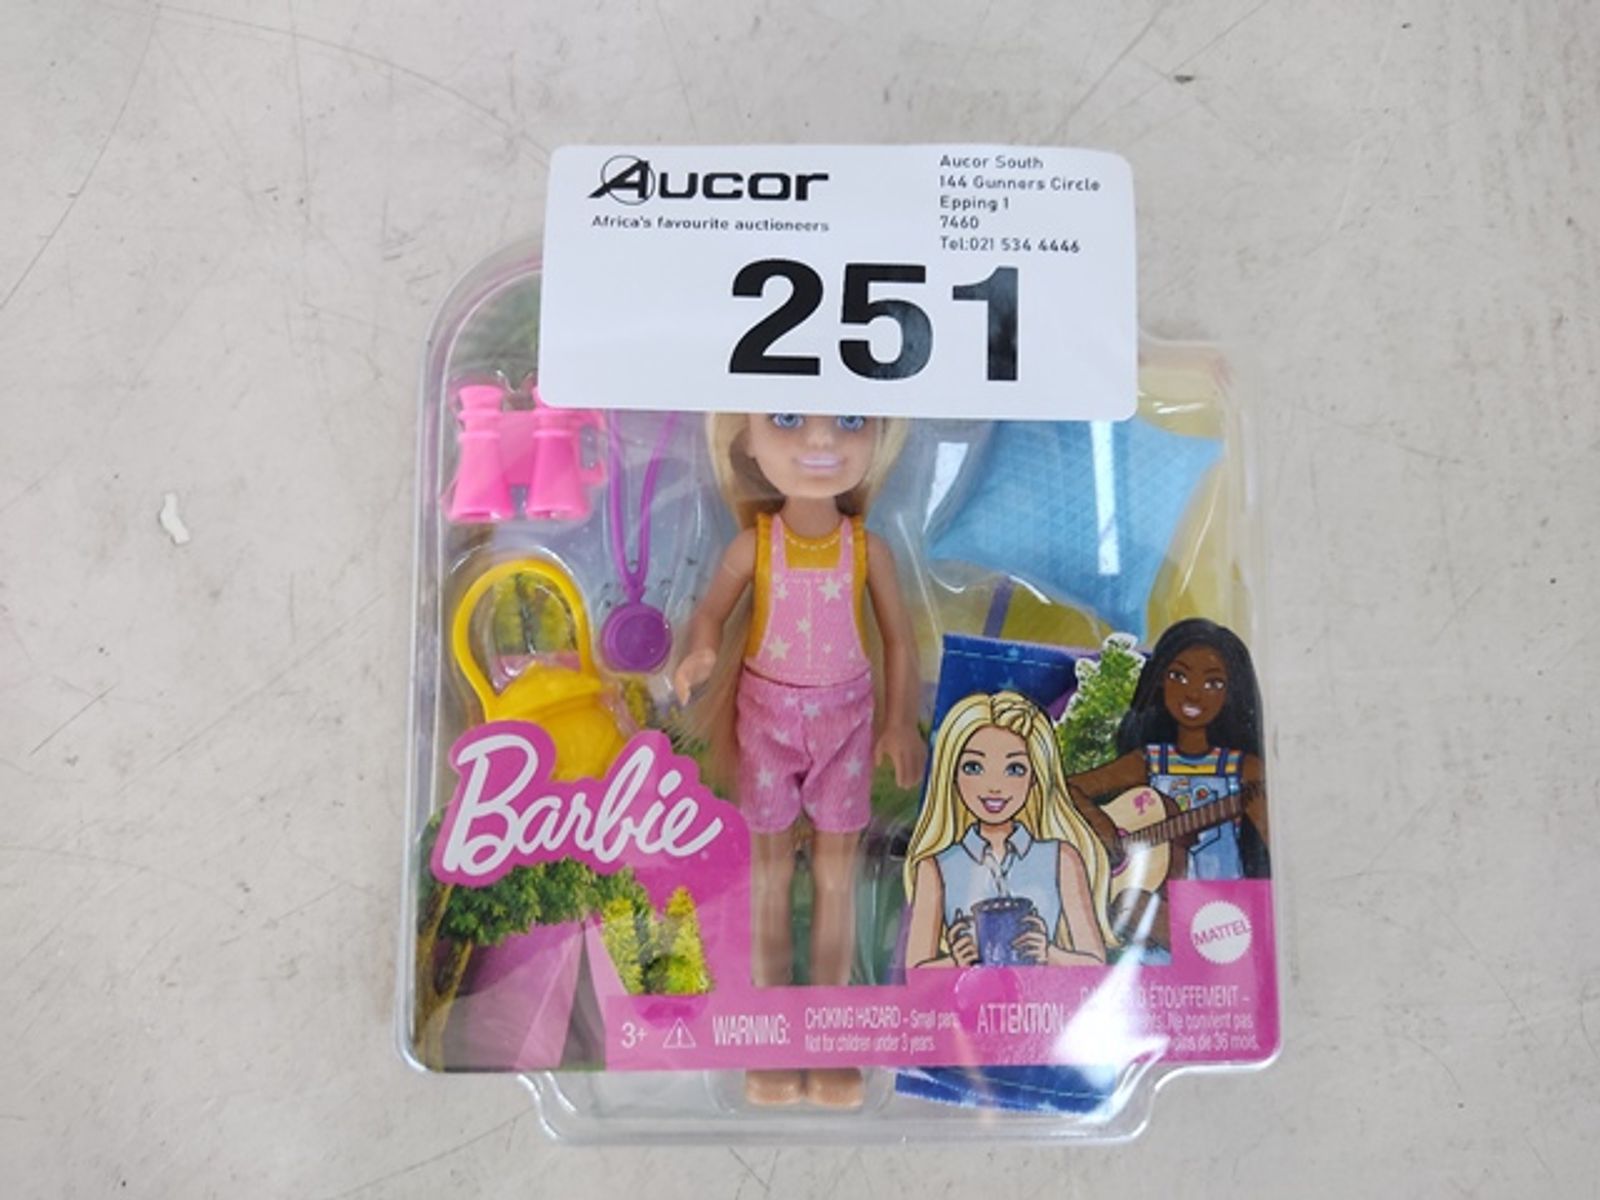 Aucor
Africa's favourite auctioneers
Aucor South
144 Gunners Circle
Epping 1
7460
Tel:021 534 4446
251
Barbie
MATTEL
3+ WARNING: CHOKING HAZARD – Small
Not for children under 3 years.
ATTENTION
D'ÉTOUFFEMENT –
Ne convient pas
de 36 mois.